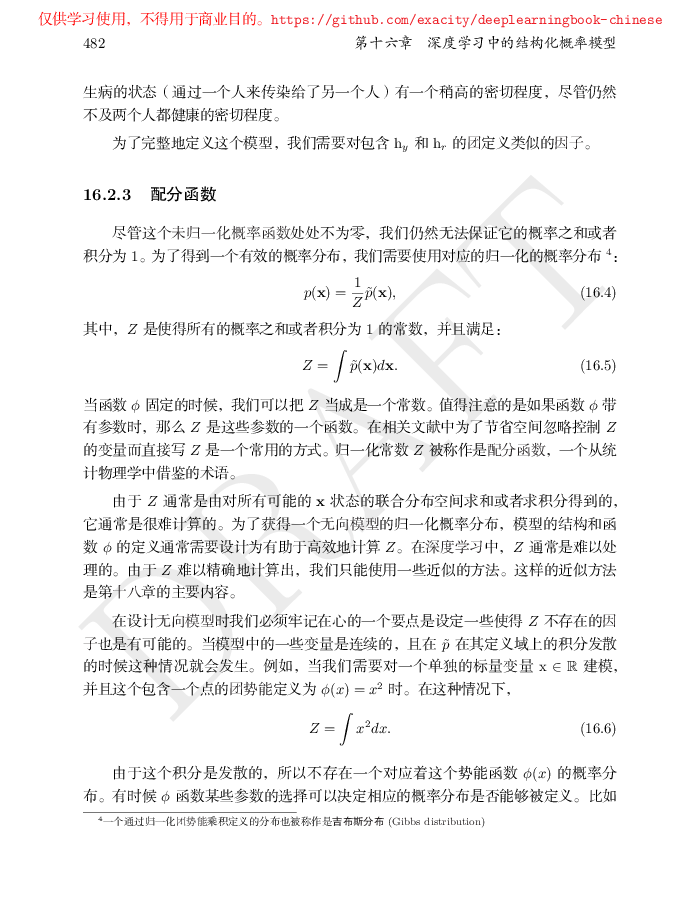 仅供学习使用，不得用于商业目的。https://github.com/exacity/deeplearningbook-chinese
482 第十六章 深度学习中的结构化概率模型
生病的状态（通过一个人来传染给了另一个人）有一个稍高的密切程度，尽管仍然
不及两个人都健康的密切程度。
为了完整地定义这个模型，我们需要对包含 h_y 和 h_r 的团定义类似的因子。
16.2.3 配分函数
尽管这个未归一化概率函数处处不为零，我们仍然无法保证它的概率之和或者
积分为 1。为了得到一个有效的概率分布，我们需要使用对应的归一化的概率分布 ⁴：
p(x) = 1/Z p̃(x), (16.4)
其中，Z 是使得所有的概率之和或者积分为 1 的常数，并且满足：
Z = ∫ p̃(x)dx. (16.5)
当函数 ϕ 固定的时候，我们可以把 Z 当成是一个常数。值得注意的是如果函数 ϕ 带
有参数时，那么 Z 是这些参数的一个函数。在相关文献中为了节省空间忽略控制 Z
的变量而直接写 Z 是一个常用的方式。归一化常数 Z 被称作是配分函数，一个从统
计物理学中借鉴的术语。
由于 Z 通常是由对所有可能的 x 状态的联合分布空间求和或者求积分得到的，
它通常是很难计算的。为了获得一个无向模型的归一化概率分布，模型的结构和函
数 ϕ 的定义通常需要设计为有助于高效地计算 Z。在深度学习中，Z 通常是难以处
理的。由于 Z 难以精确地计算出，我们只能使用一些近似的方法。这样的近似方法
是第十八章的主要内容。
在设计无向模型时我们必须牢记在心的一个要点是设定一些使得 Z 不存在的因
子也是有可能的。当模型中的一些变量是连续的，且在 p̃ 在其定义域上的积分发散
的时候这种情况就会发生。例如，当我们需要对一个单独的标量变量 x ∈ ℝ 建模，
并且这个包含一个点的团势能定义为 ϕ(x) = x² 时。在这种情况下，
Z = ∫ x²dx. (16.6)
由于这个积分是发散的，所以不存在一个对应着这个势能函数 ϕ(x) 的概率分
布。有时候 ϕ 函数某些参数的选择可以决定相应的概率分布是否能够被定义。比如
⁴一个通过归一化团势能乘积定义的分布也被称作是吉布斯分布 (Gibbs distribution)
DRAFT